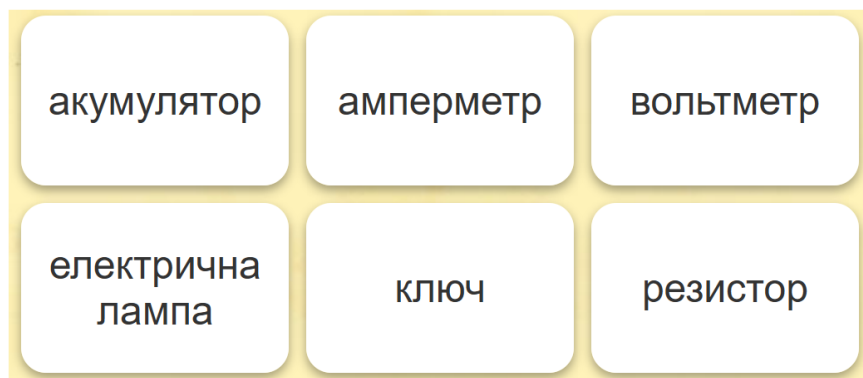 акумулятор
амперметр
вольтметр
електрична
лампа
ключ
резистор